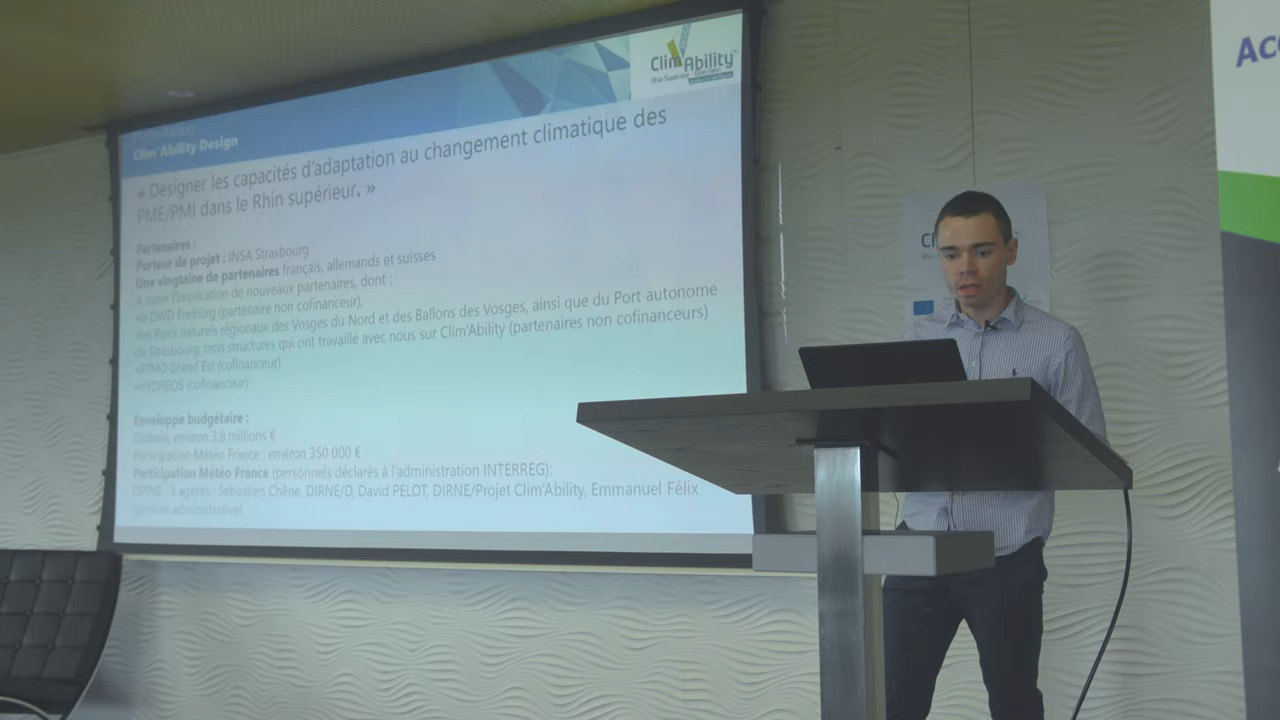 Clim'Ability
Clim'Ability Design
« Designer les capacités d'adaptation au changement climatique des
PME/PMI dans le Rhin supérieur. »
Partenaires :
Porteur de projet : INSA Strasbourg
Une vingtaine de partenaires français, allemands et suisses
A noter l'implication de nouveaux partenaires, dont :
•le DWD Freiburg (partenaire non cofinanceur),
•les Parcs naturels régionaux des Vosges du Nord et des Ballons des Vosges, ainsi que du Port autonome
de Strasbourg, trois structures qui ont travaillé avec nous sur Clim'Ability (partenaires non cofinanceurs)
•ATMO Grand Est (cofinanceur)
•HYDREOS (cofinanceur)
Enveloppe budgétaire :
Globale, environ 3.8 millions €
Participation Météo France : environ 350 000 €
Participation Météo France (personnels déclarés à l'administration INTERREG):
DIRNE : 3 agents : Sébastien Chêne, DIRNE/D, David PELOT, DIRNE/Projet Clim'Ability, Emmanuel Félix
(gestion administrative)
Cl
Acc